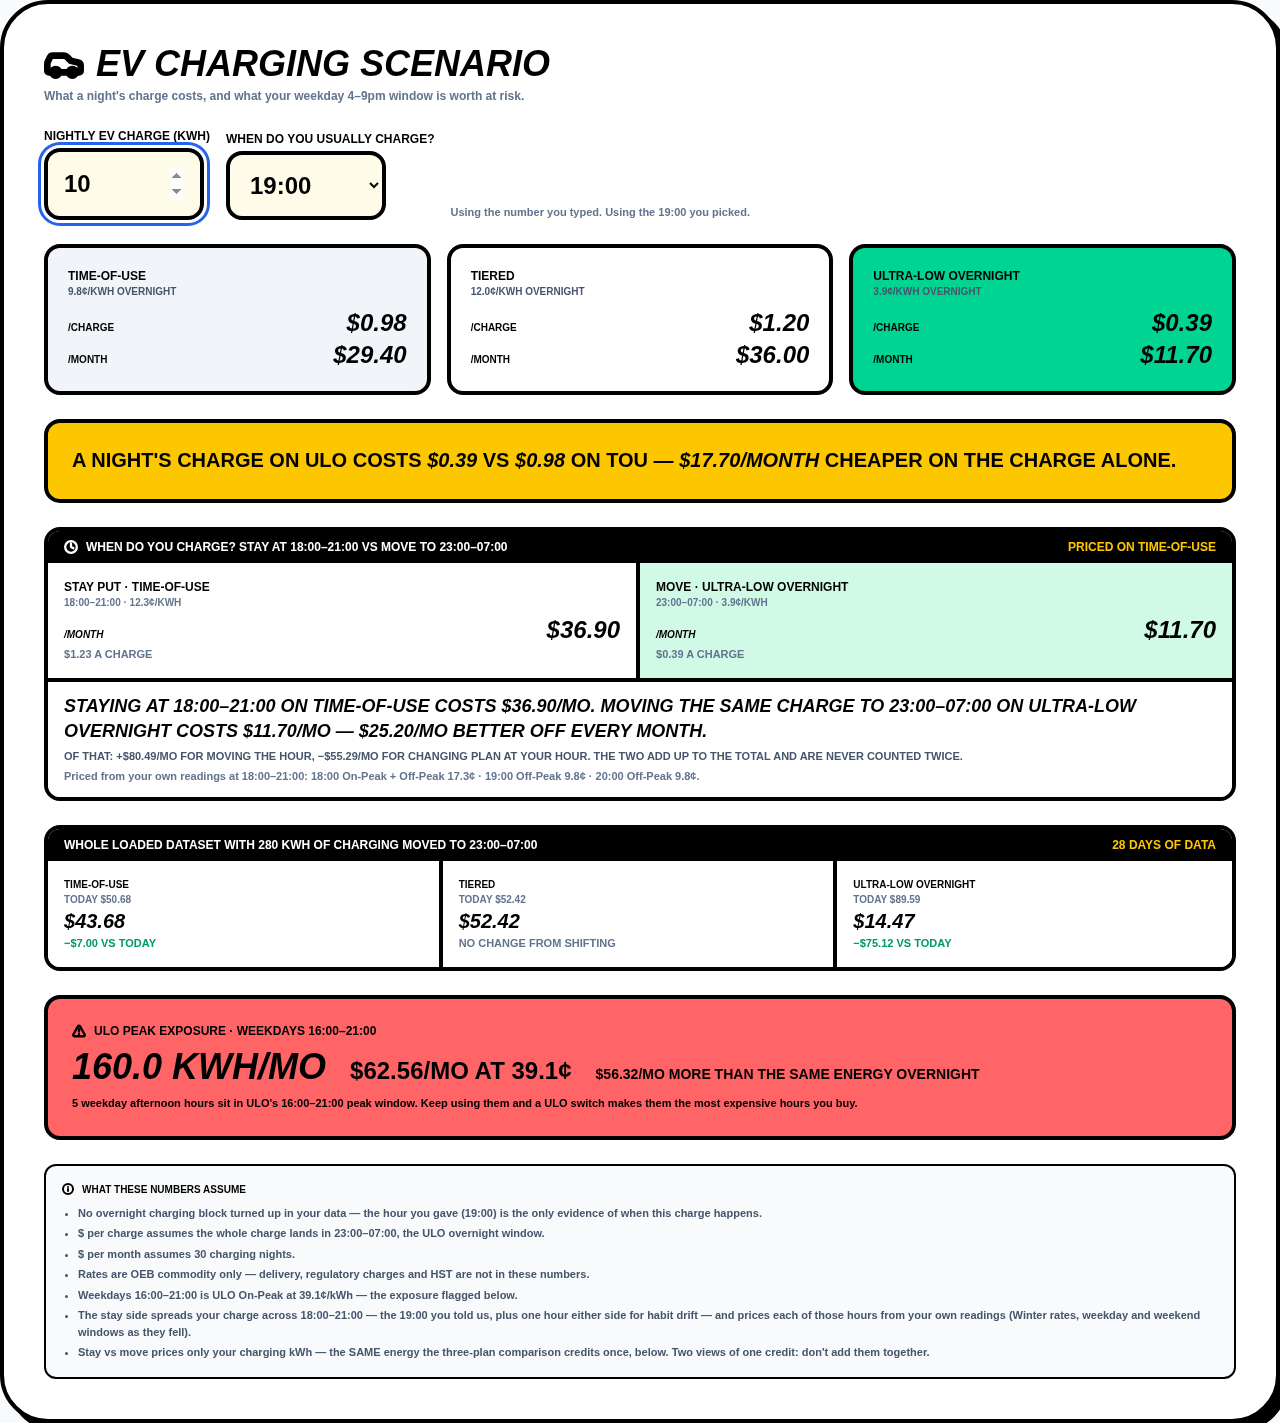 EV CHARGING SCENARIO
What a night's charge costs, and what your weekday 4–9pm window is worth at risk.
NIGHTLY EV CHARGE (KWH)
WHEN DO YOU USUALLY CHARGE?
10
19:00
Using the number you typed. Using the 19:00 you picked.
TIME-OF-USE
9.8¢/KWH OVERNIGHT
/CHARGE $0.98
/MONTH $29.40
TIERED
12.0¢/KWH OVERNIGHT
/CHARGE $1.20
/MONTH $36.00
ULTRA-LOW OVERNIGHT
3.9¢/KWH OVERNIGHT
/CHARGE $0.39
/MONTH $11.70
A NIGHT'S CHARGE ON ULO COSTS $0.39 VS $0.98 ON TOU — $17.70/MONTH CHEAPER ON THE CHARGE ALONE.
WHEN DO YOU CHARGE? STAY AT 18:00–21:00 VS MOVE TO 23:00–07:00
PRICED ON TIME-OF-USE
STAY PUT · TIME-OF-USE
18:00–21:00 · 12.3¢/KWH
/MONTH $36.90
$1.23 A CHARGE
MOVE · ULTRA-LOW OVERNIGHT
23:00–07:00 · 3.9¢/KWH
/MONTH $11.70
$0.39 A CHARGE
STAYING AT 18:00–21:00 ON TIME-OF-USE COSTS $36.90/MO. MOVING THE SAME CHARGE TO 23:00–07:00 ON ULTRA-LOW
OVERNIGHT COSTS $11.70/MO — $25.20/MO BETTER OFF EVERY MONTH.
OF THAT: +$80.49/MO FOR MOVING THE HOUR, −$55.29/MO FOR CHANGING PLAN AT YOUR HOUR. THE TWO ADD UP TO THE TOTAL AND ARE NEVER COUNTED TWICE.
Priced from your own readings at 18:00–21:00: 18:00 On-Peak + Off-Peak 17.3¢ · 19:00 Off-Peak 9.8¢ · 20:00 Off-Peak 9.8¢.
WHOLE LOADED DATASET WITH 280 KWH OF CHARGING MOVED TO 23:00–07:00
28 DAYS OF DATA
TIME-OF-USE
TODAY $50.68
$43.68
−$7.00 VS TODAY
TIERED
TODAY $52.42
$52.42
NO CHANGE FROM SHIFTING
ULTRA-LOW OVERNIGHT
TODAY $89.59
$14.47
−$75.12 VS TODAY
ULO PEAK EXPOSURE · WEEKDAYS 16:00–21:00
160.0 KWH/MO $62.56/MO AT 39.1¢ $56.32/MO MORE THAN THE SAME ENERGY OVERNIGHT
5 weekday afternoon hours sit in ULO's 16:00–21:00 peak window. Keep using them and a ULO switch makes them the most expensive hours you buy.
WHAT THESE NUMBERS ASSUME
• No overnight charging block turned up in your data — the hour you gave (19:00) is the only evidence of when this charge happens.
• $ per charge assumes the whole charge lands in 23:00–07:00, the ULO overnight window.
• $ per month assumes 30 charging nights.
• Rates are OEB commodity only — delivery, regulatory charges and HST are not in these numbers.
• Weekdays 16:00–21:00 is ULO On-Peak at 39.1¢/kWh — the exposure flagged below.
• The stay side spreads your charge across 18:00–21:00 — the 19:00 you told us, plus one hour either side for habit drift — and prices each of those hours from your own readings (Winter rates, weekday and weekend
windows as they fell).
• Stay vs move prices only your charging kWh — the SAME energy the three-plan comparison credits once, below. Two views of one credit: don't add them together.